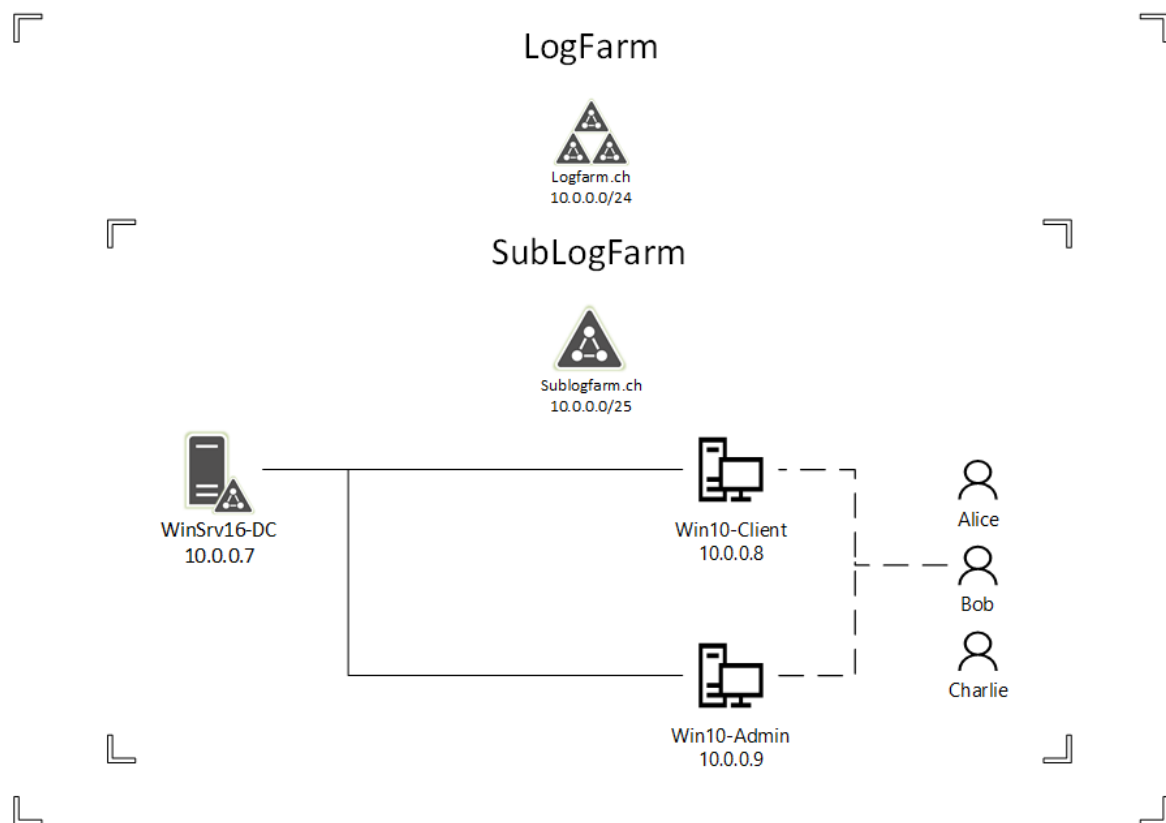 LogFarm
Logfarm.ch
10.0.0.0/24
SubLogFarm
Sublogfarm.ch
10.0.0.0/25
WinSrv16-DC
10.0.0.7
Win10-Client
10.0.0.8
Alice
Bob
Charlie
Win10-Admin
10.0.0.9